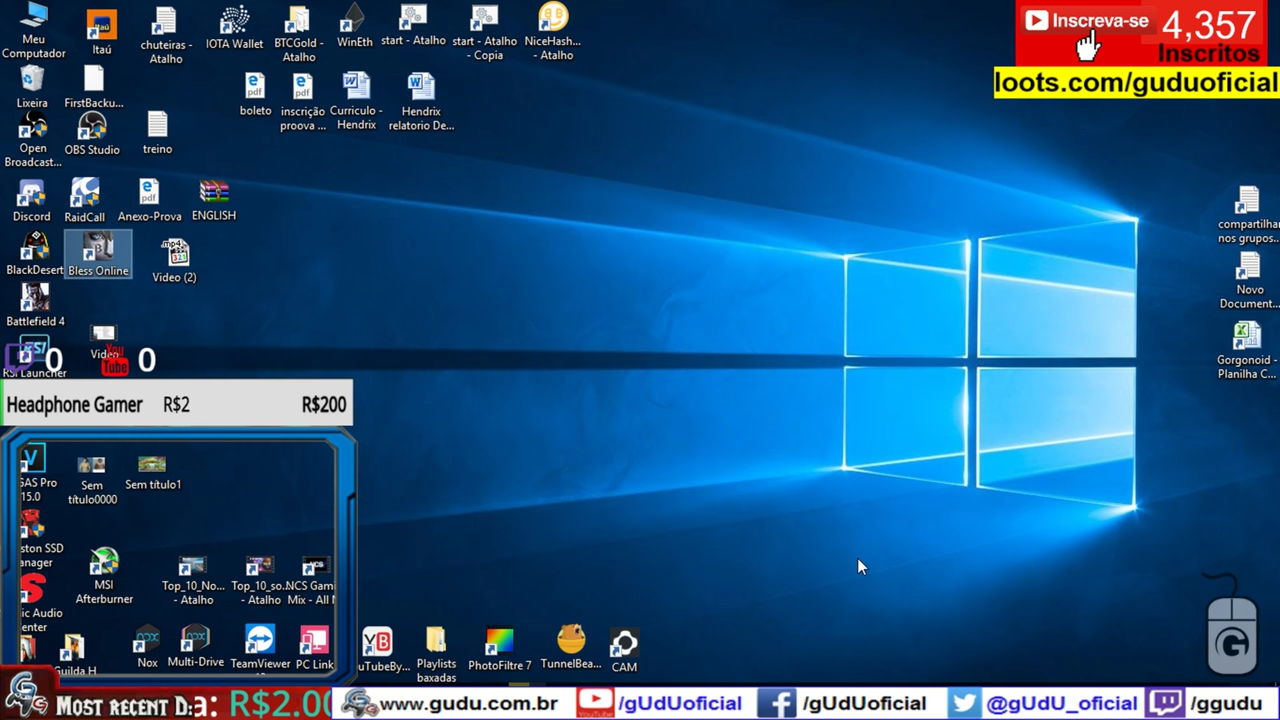 Meu
Computador
Itaú
chuteiras -
Atalho
IOTA Wallet
BTCGold -
Atalho
WinEth
start - Atalho
start - Atalho
- Copia
NiceHash...
- Atalho
Inscreva-se
4,357
Inscritos
loots.com/guduoficial
Lixeira
FirstBacku...
boleto
inscrição
proova ...
Curriculo -
Hendrix
Hendrix
relatorio De...
Open
Broadcast...
OBS Studio
treino
Discord
RaidCall
Anexo-Prova
ENGLISH
compartilhar
nos grupos...
BlackDesert
Bless Online
Video (2)
Novo
Document...
Battlefield 4
Gorgonoid -
Planilha C...
RSI Launcher
0
You
Tube
0
Headphone Gamer R$2 R$200
GAS Pro
15.0
Sem
título0000
Sem título1
ston SSD
anager
MSI
Afterburner
Top_10_No...
- Atalho
Top_10_so...
- Atalho
NCS Gami
Mix - All N
ic Audio
enter
Guilda H
Nox
Multi-Drive
TeamViewer
PC Link
uTubeBy...
Playlists
baxadas
PhotoFiltre 7
TunnelBea...
CAM
Most recent D.:
a: R$2.00
www.gudu.com.br
YouTube
/gUdUoficial
/gUdUoficial
@gUdU_oficial
/ggudu